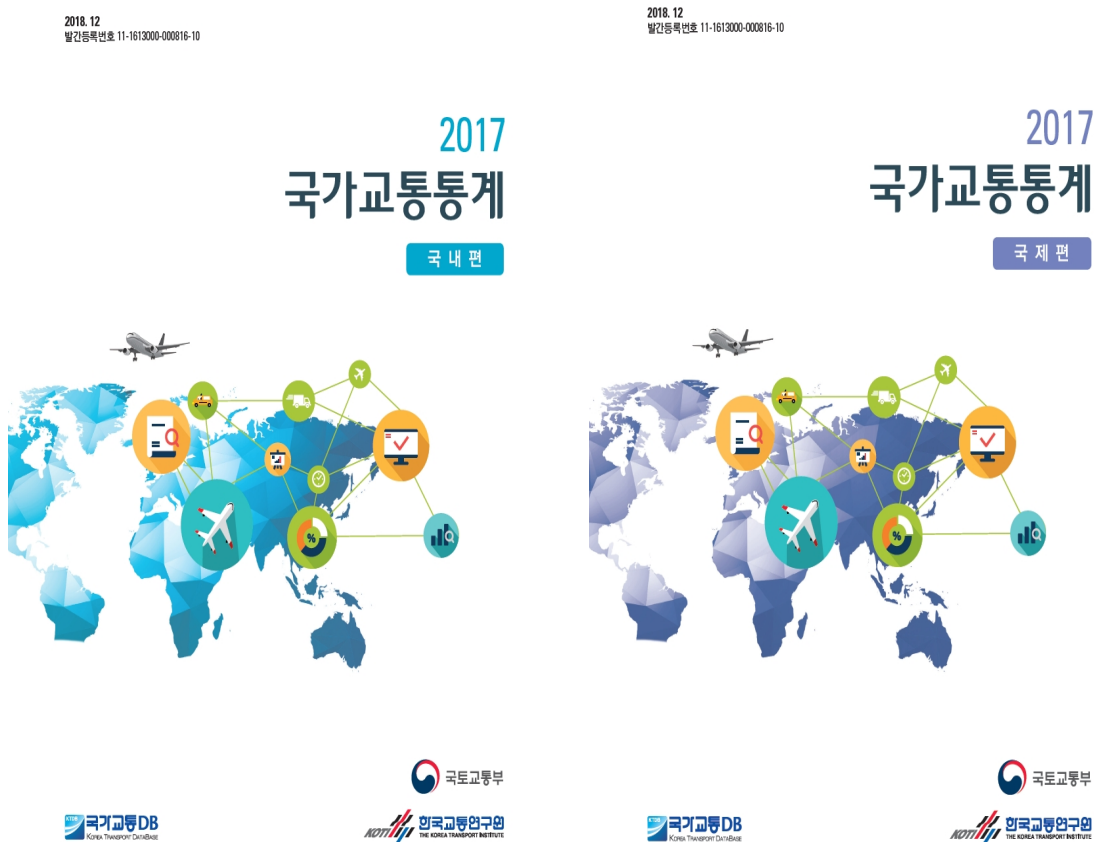 2018. 12
발간등록번호 11-1613000-000816-10
2017
국가교통통계
국내편
%
국토교통부
KTDB
국가교통DB
KOREA TRANSPORT DATABASE
KOTI
한국교통연구원
THE KOREA TRANSPORT INSTITUTE
2018. 12
발간등록번호 11-1613000-000816-10
2017
국가교통통계
국제편
%
국토교통부
KTDB
국가교통DB
KOREA TRANSPORT DATABASE
KOTI
한국교통연구원
THE KOREA TRANSPORT INSTITUTE